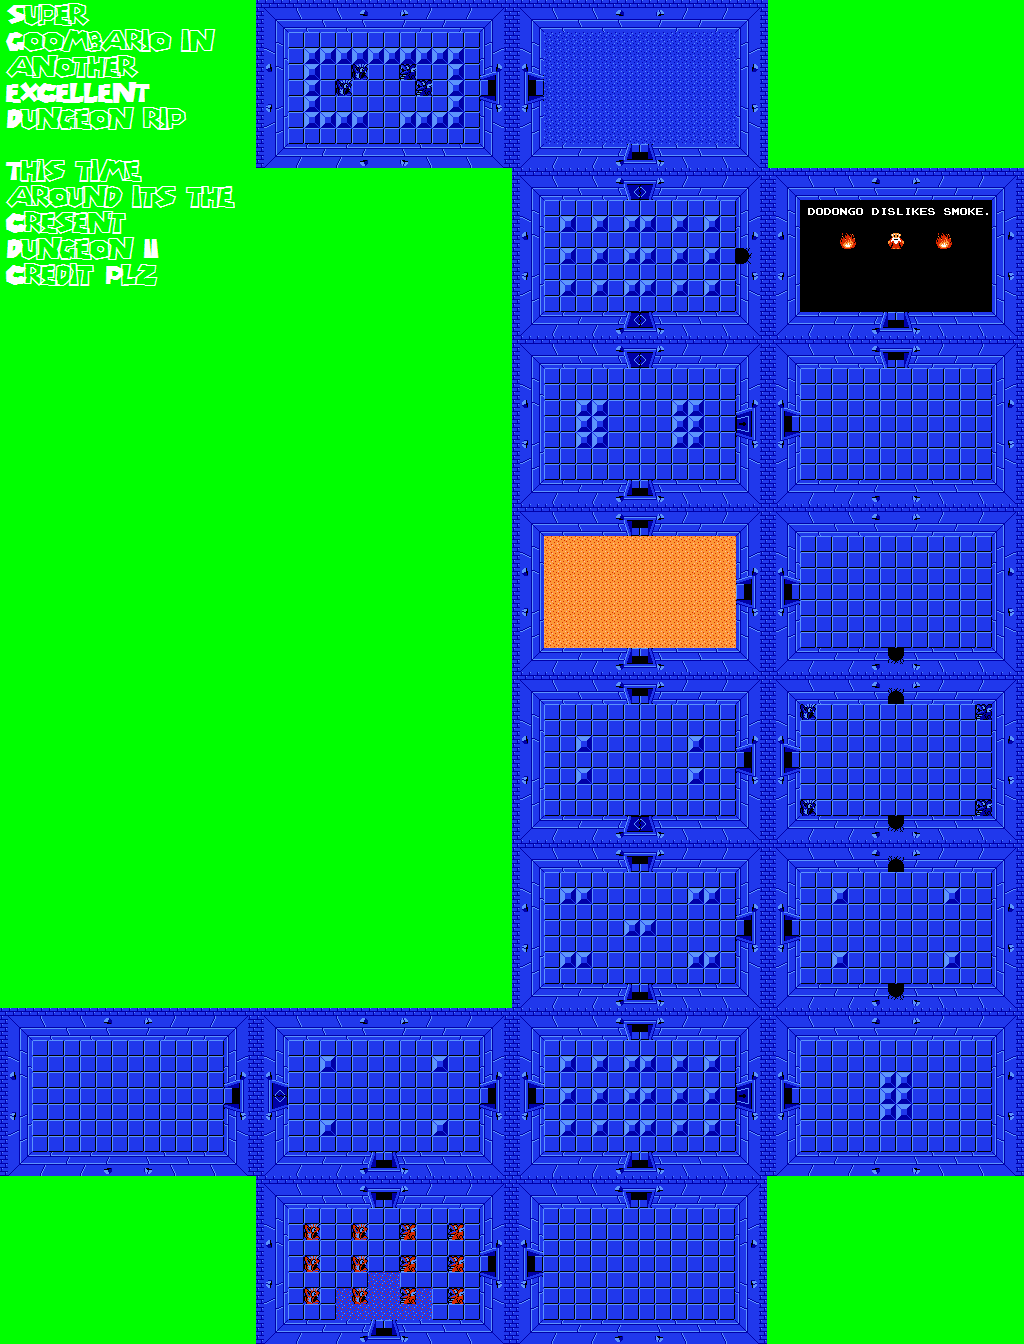 SUPER
GOOMBARIO IN
ANOTHER
EXCELLENT
DUNGEON RIP
THIS TIME
AROUND ITS THE
CRESENT
DUNGEON II
CREDIT PLZ
DODONGO DISLIKES SMOKE.